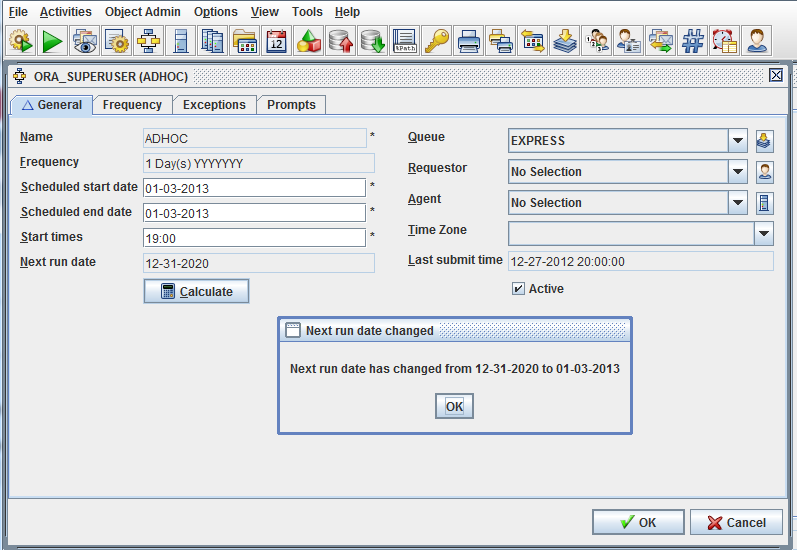 File Activities Object Admin Options View Tools Help
12
%Path
#
ORA_SUPERUSER (ADHOC)
General Frequency Exceptions Prompts
Name ADHOC * Queue EXPRESS
Frequency 1 Day(s) YYYYYYY Requestor No Selection
Scheduled start date 01-03-2013 * Agent No Selection
Scheduled end date 01-03-2013 * Time Zone
Start times 19:00 * Last submit time 12-27-2012 20:00:00
Next run date 12-31-2020 Active
Calculate
Next run date changed
Next run date has changed from 12-31-2020 to 01-03-2013
OK
OK Cancel